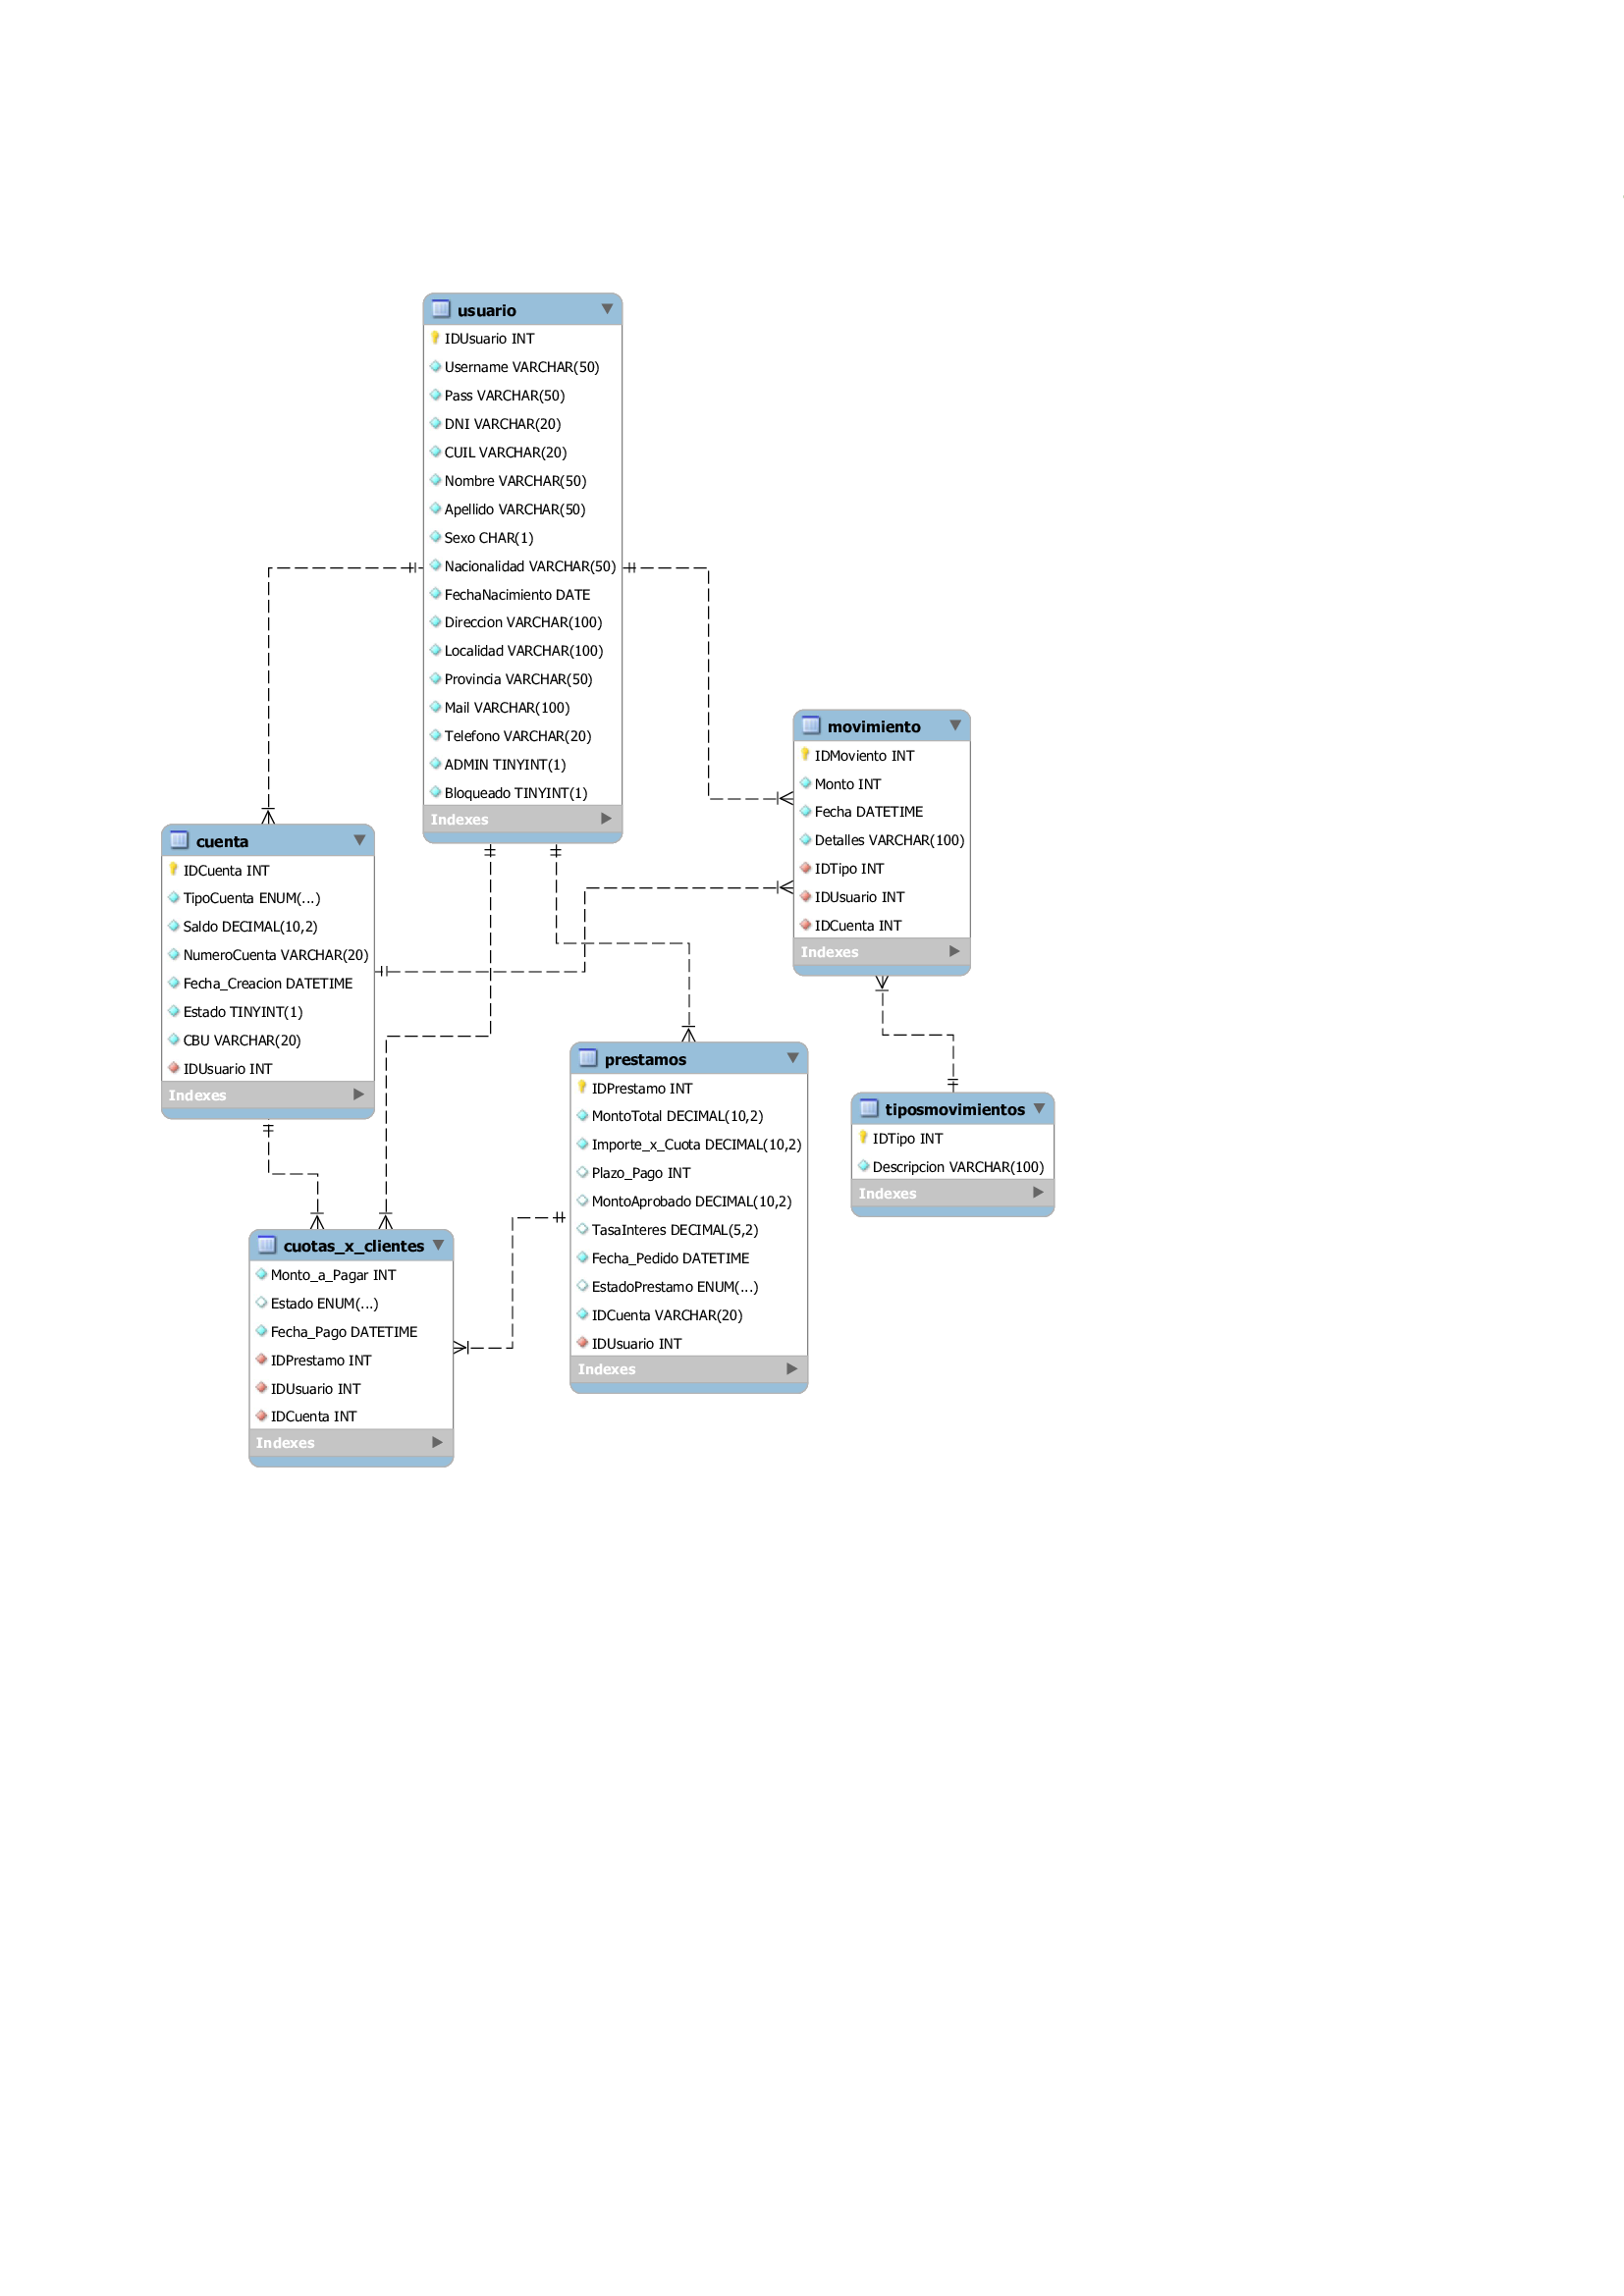 usuario
IDUsuario INT
Username VARCHAR(50)
Pass VARCHAR(50)
DNI VARCHAR(20)
CUIL VARCHAR(20)
Nombre VARCHAR(50)
Apellido VARCHAR(50)
Sexo CHAR(1)
Nacionalidad VARCHAR(50)
FechaNacimiento DATE
Direccion VARCHAR(100)
Localidad VARCHAR(100)
Provincia VARCHAR(50)
Mail VARCHAR(100)
Telefono VARCHAR(20)
ADMIN TINYINT(1)
Bloqueado TINYINT(1)
Indexes
movimiento
IDMoviento INT
Monto INT
Fecha DATETIME
Detalles VARCHAR(100)
IDTipo INT
IDUsuario INT
IDCuenta INT
Indexes
cuenta
IDCuenta INT
TipoCuenta ENUM(...)
Saldo DECIMAL(10,2)
NumeroCuenta VARCHAR(20)
Fecha_Creacion DATETIME
Estado TINYINT(1)
CBU VARCHAR(20)
IDUsuario INT
Indexes
prestamos
IDPrestamo INT
MontoTotal DECIMAL(10,2)
Importe_x_Cuota DECIMAL(10,2)
Plazo_Pago INT
MontoAprobado DECIMAL(10,2)
TasaInteres DECIMAL(5,2)
Fecha_Pedido DATETIME
EstadoPrestamo ENUM(...)
IDCuenta VARCHAR(20)
IDUsuario INT
Indexes
tiposmovimientos
IDTipo INT
Descripcion VARCHAR(100)
Indexes
cuotas_x_clientes
Monto_a_Pagar INT
Estado ENUM(...)
Fecha_Pago DATETIME
IDPrestamo INT
IDUsuario INT
IDCuenta INT
Indexes